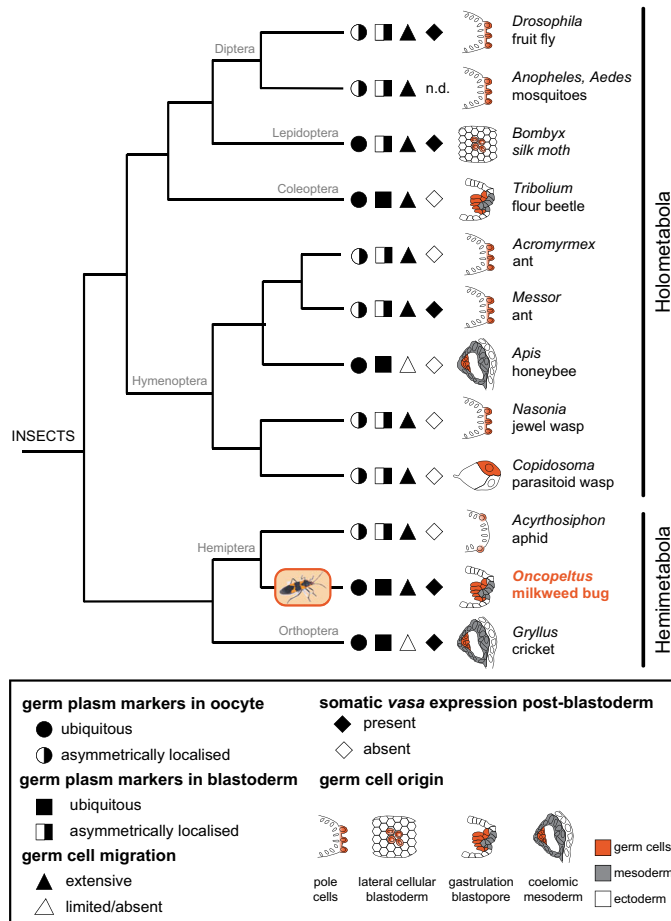 Diptera
Drosophila
fruit fly
n.d.
Anopheles, Aedes
mosquitoes
Lepidoptera
Bombyx
silk moth
Coleoptera
Tribolium
flour beetle
Acromyrmex
ant
Messor
ant
Hymenoptera
Apis
honeybee
Nasonia
jewel wasp
Copidosoma
parasitoid wasp
Holometabola
INSECTS
Hemiptera
Acyrthosiphon
aphid
Oncopeltus
milkweed bug
Orthoptera
Gryllus
cricket
Hemimetabola
germ plasm markers in oocyte
ubiquitous
asymmetrically localised
germ plasm markers in blastoderm
ubiquitous
asymmetrically localised
germ cell migration
extensive
limited/absent
somatic vasa expression post-blastoderm
present
absent
germ cell origin
pole
cells
lateral cellular
blastoderm
gastrulation
blastopore
coelomic
mesoderm
germ cells
mesoderm
ectoderm